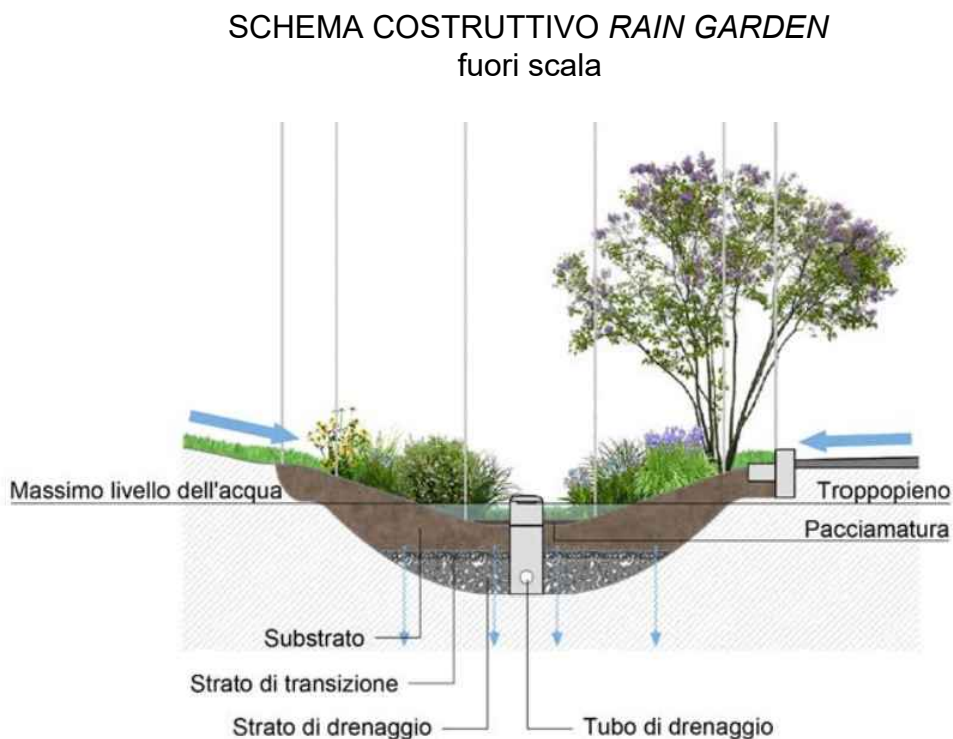 SCHEMA COSTRUTTIVO RAIN GARDEN
fuori scala
Massimo livello dell'acqua
Troppopieno
Pacciamatura
Substrato
Strato di transizione
Strato di drenaggio
Tubo di drenaggio